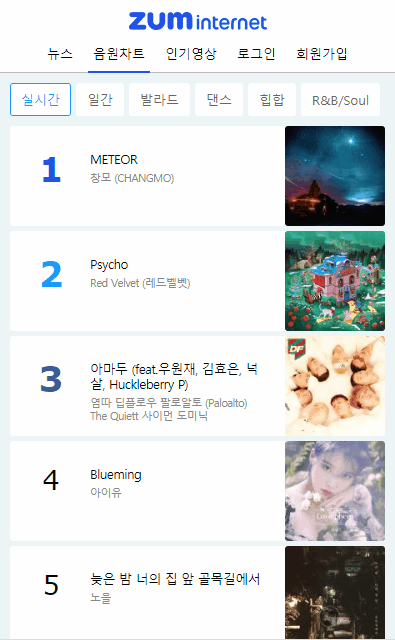 ZUM internet
뉴스 음원차트 인기영상 로그인 회원가입
실시간 일간 발라드 댄스 힙합 R&B/Soul
1
METEOR
창모 (CHANGMO)
2
Psycho
Red Velvet (레드벨벳)
3
아마두 (feat.우원재, 김효은, 넉
살, Huckleberry P)
염따 딥플로우 팔로알토 (Paloalto)
The Quiett 사이먼 도미닉
DF
4
Blueming
아이유
5
늦은 밤 너의 집 앞 골목길에서
노을